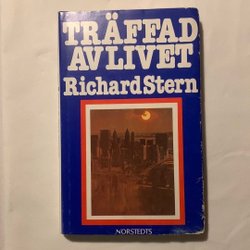 TRÄFFAD
AV LIVET
Richard Stern
NORSTEDTS